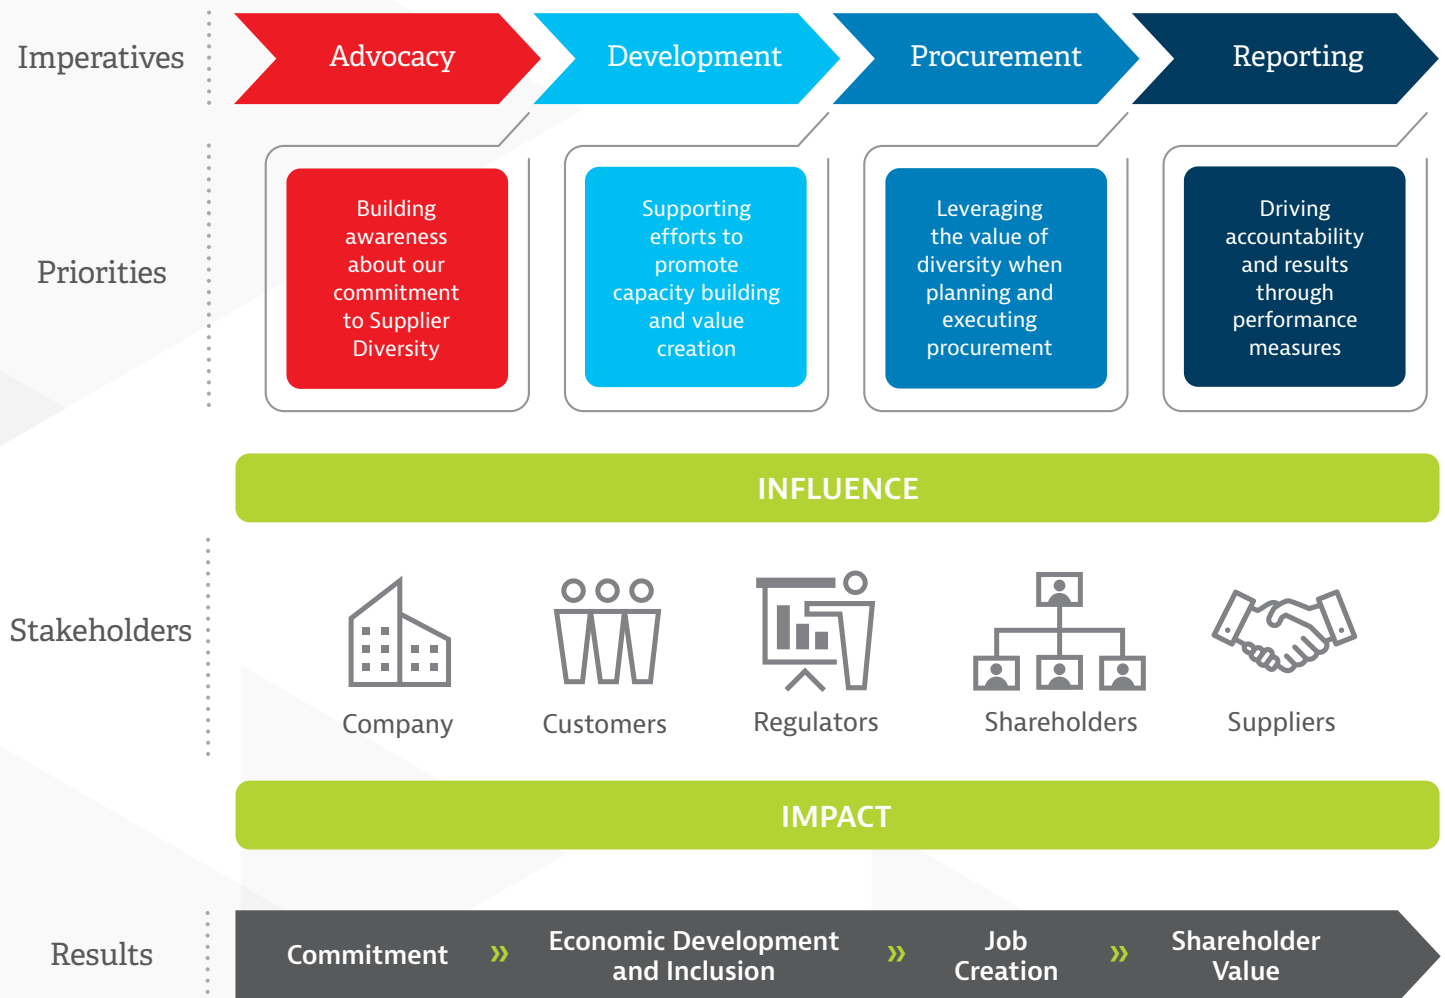 Imperatives
Advocacy
Development
Procurement
Reporting
Priorities
Building
awareness
about our
commitment
to Supplier
Diversity
Supporting
efforts to
promote
capacity building
and value
creation
Leveraging
the value of
diversity when
planning and
executing
procurement
Driving
accountability
and results
through
performance
measures
INFLUENCE
Stakeholders
Company
Customers
Regulators
Shareholders
Suppliers
IMPACT
Results
Commitment »
Economic Development
and Inclusion »
Job
Creation »
Shareholder
Value